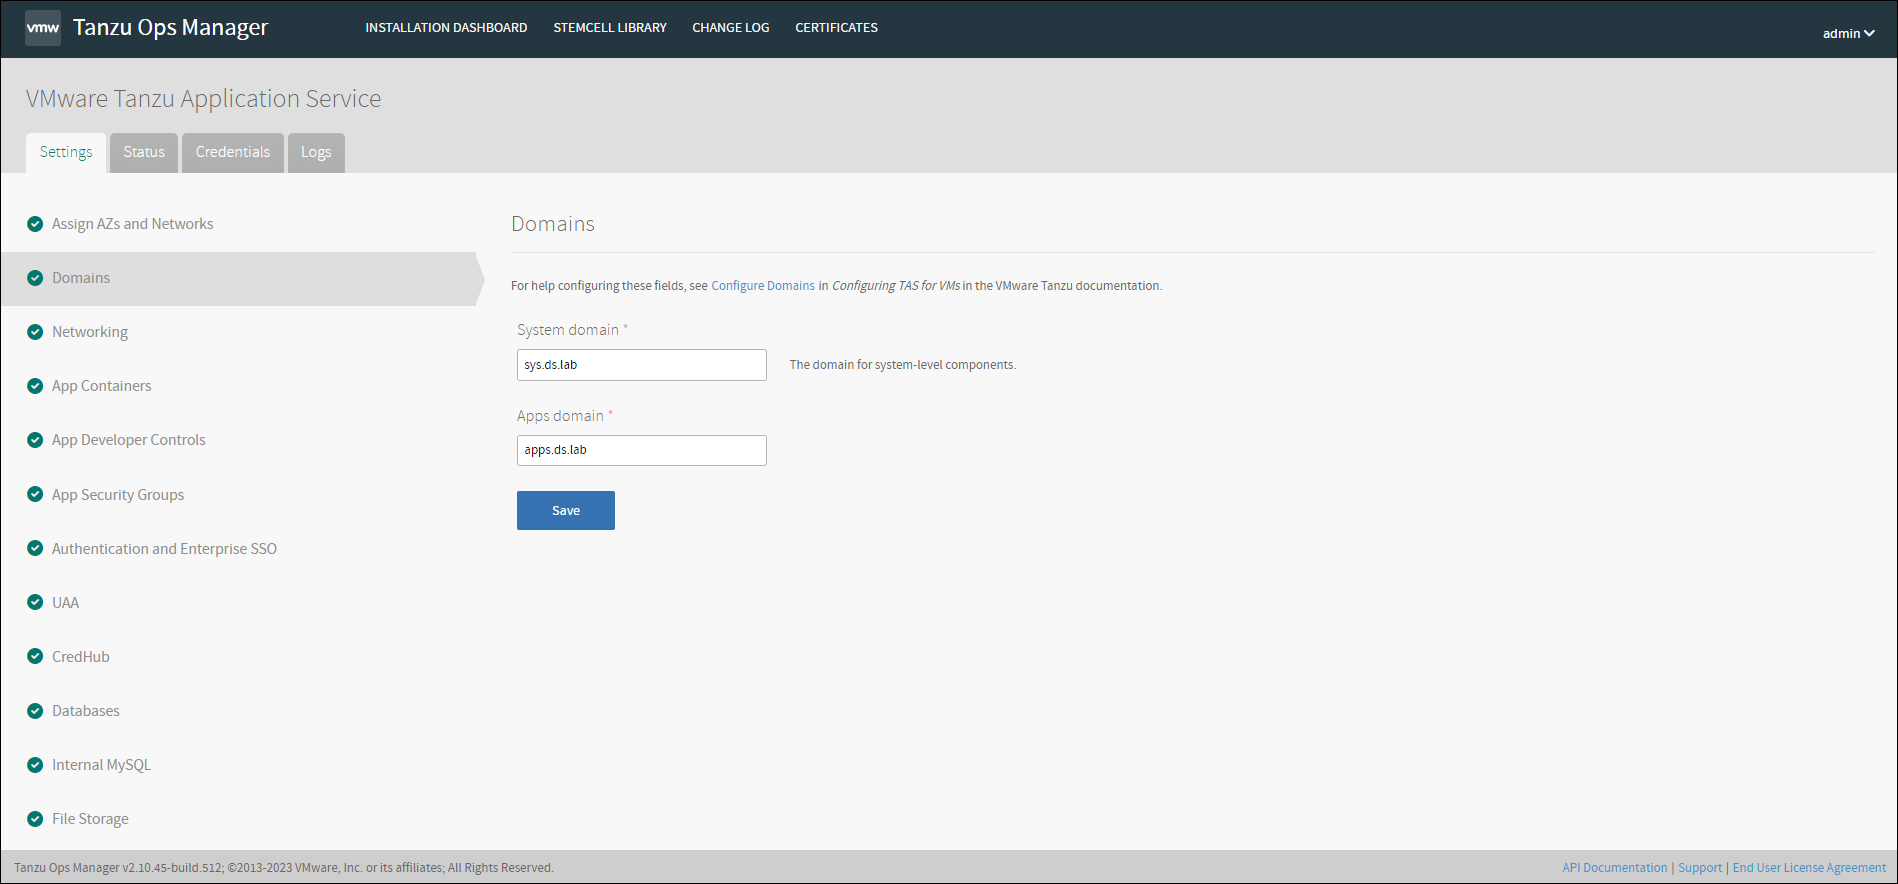 vmw Tanzu Ops Manager INSTALLATION DASHBOARD STEMCELL LIBRARY CHANGE LOG CERTIFICATES admin
VMware Tanzu Application Service
Settings Status Credentials Logs
Assign AZs and Networks
Domains
Networking
App Containers
App Developer Controls
App Security Groups
Authentication and Enterprise SSO
UAA
CredHub
Databases
Internal MySQL
File Storage
Domains
For help configuring these fields, see Configure Domains in Configuring TAS for VMs in the VMware Tanzu documentation.
System domain *
sys.ds.lab The domain for system-level components.
Apps domain *
apps.ds.lab
Save
Tanzu Ops Manager v2.10.45-build.512; ©2013-2023 VMware, Inc. or its affiliates; All Rights Reserved. API Documentation | Support | End User License Agreement